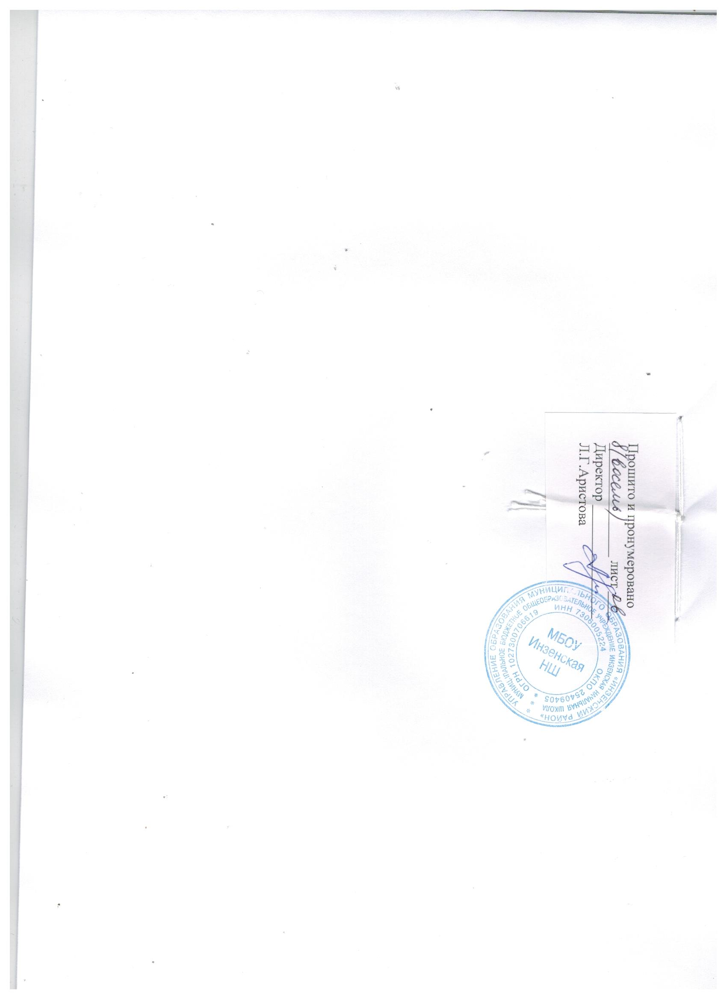 Прошито и пронумеровано
8(восемь) листов
Директор
Л.Г.Аристова
УПРАВЛЕНИЕ ОБРАЗОВАНИЯ МУНИЦИПАЛЬНОГО ОБРАЗОВАНИЯ «ИНЗЕНСКИЙ РАЙОН»
МУНИЦИПАЛЬНОЕ БЮДЖЕТНОЕ ОБЩЕОБРАЗОВАТЕЛЬНОЕ УЧРЕЖДЕНИЕ ИНЗЕНСКАЯ НАЧАЛЬНАЯ ШКОЛА
ОГРН 1027300706619 ИНН 7306005224 ОКПО 25409405
МБОУ
Инзенская
НШ